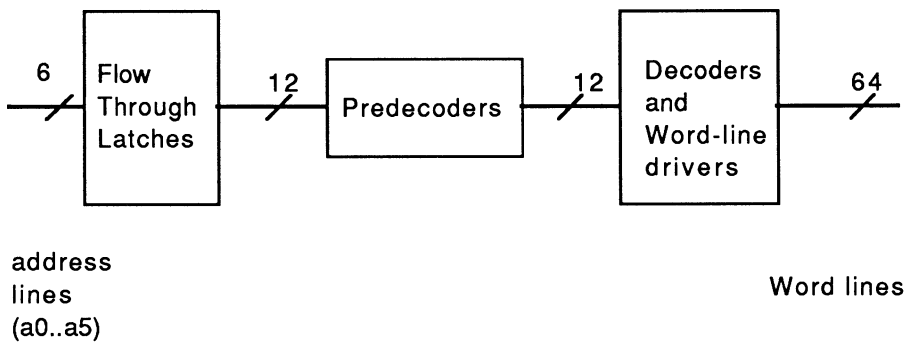 6
Flow
Through
Latches
12
Predecoders
12
Decoders
and
Word-line
drivers
64
address
lines
(a0..a5)
Word lines